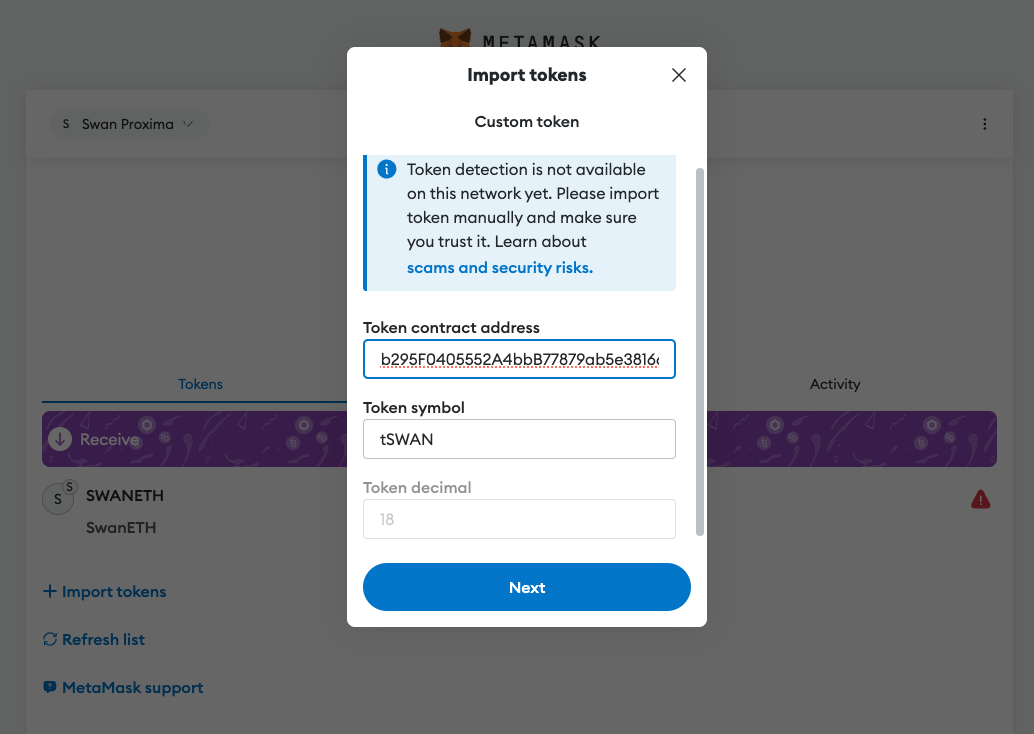 METAMASK
Import tokens
S Swan Proxima
Custom token
Token detection is not available
on this network yet. Please import
token manually and make sure
you trust it. Learn about
scams and security risks.
Token contract address
b295F0405552A4bbB77879ab5e3816
Tokens
Activity
Token symbol
tSWAN
Receive
Token decimal
18
S
S
SWANETH
SwanETH
Next
Import tokens
Refresh list
MetaMask support